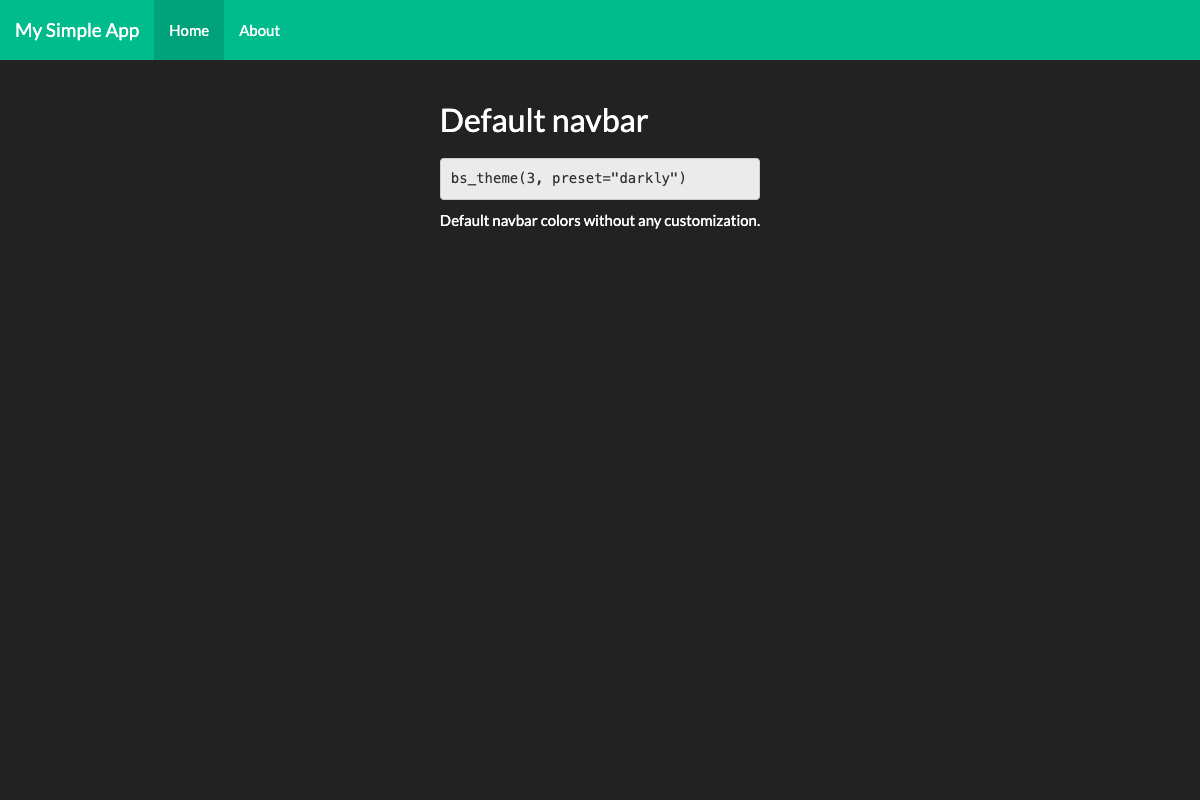 My Simple App Home About
Default navbar
bs_theme(3, preset="darkly")
Default navbar colors without any customization.